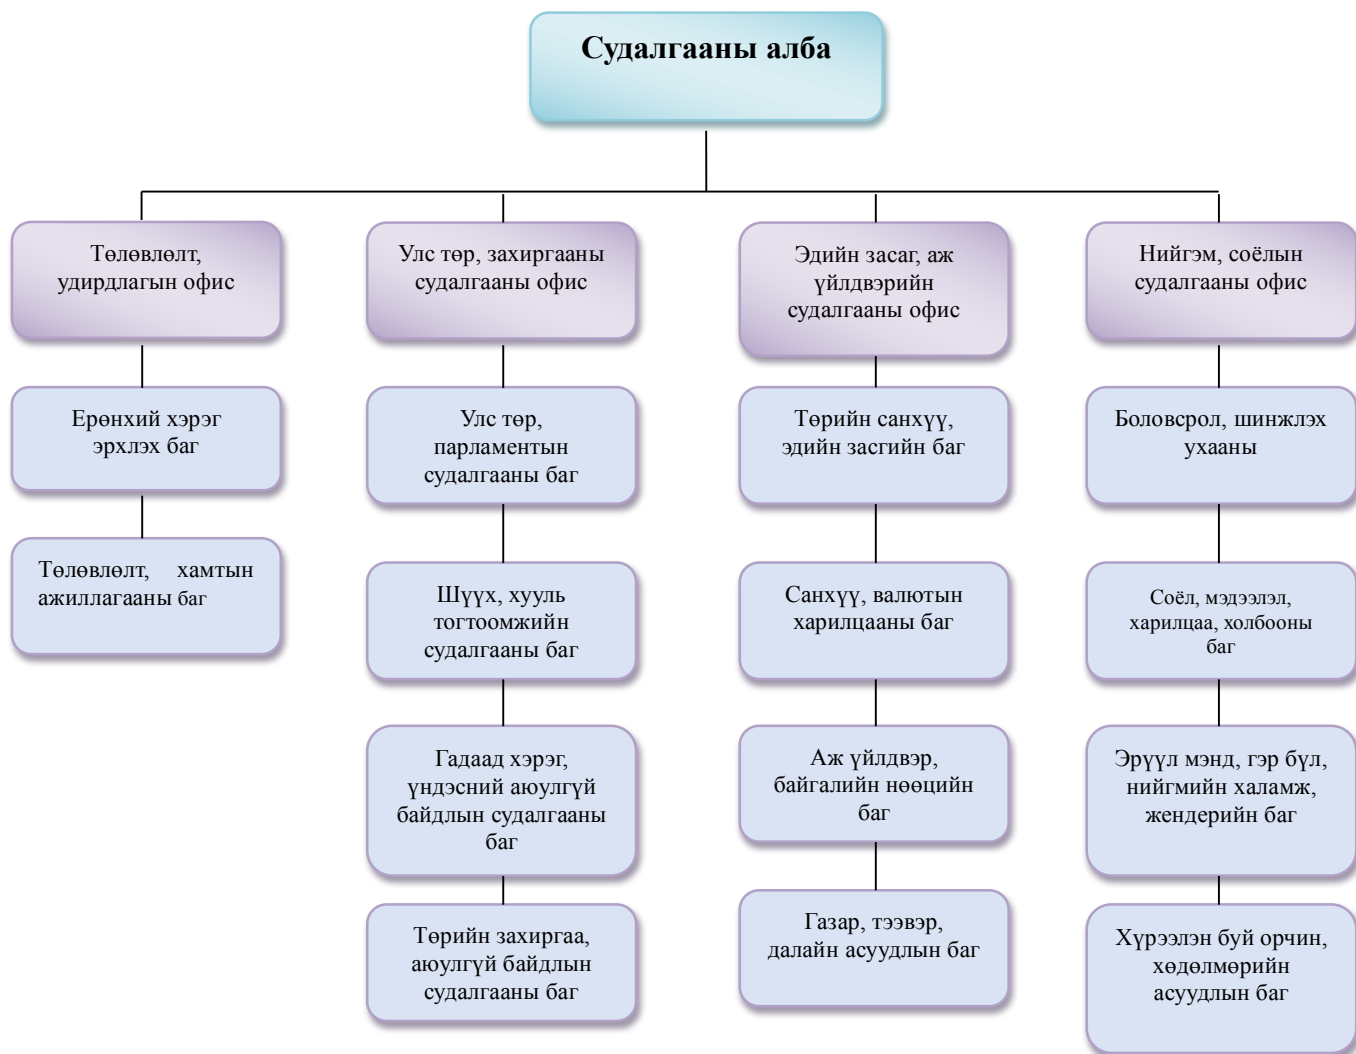 Судалгааны алба
Төлөвлөлт,
удирдлагын офис
Улс төр, захиргааны
судалгааны офис
Эдийн засаг, аж
үйлдвэрийн
судалгааны офис
Нийгэм, соёлын
судалгааны офис
Ерөнхий хэрэг
эрхлэх баг
Улс төр,
парламентын
судалгааны баг
Төрийн санхүү,
эдийн засгийн баг
Боловсрол, шинжлэх
ухааны
Төлөвлөлт, хамтын
ажиллагааны баг
Шүүх, хууль
тогтоомжийн
судалгааны баг
Санхүү, валютын
харилцааны баг
Соёл, мэдээлэл,
харилцаа, холбооны
баг
Гадаад хэрэг,
үндэсний аюулгүй
байдлын судалгааны
баг
Аж үйлдвэр,
байгалийн нөөцийн
баг
Эрүүл мэнд, гэр бүл,
нийгмийн халамж,
жендерийн баг
Төрийн захиргаа,
аюулгүй байдлын
судалгааны баг
Газар, тээвэр,
далайн асуудлын баг
Хүрээлэн буй орчин,
хөдөлмөрийн
асуудлын баг